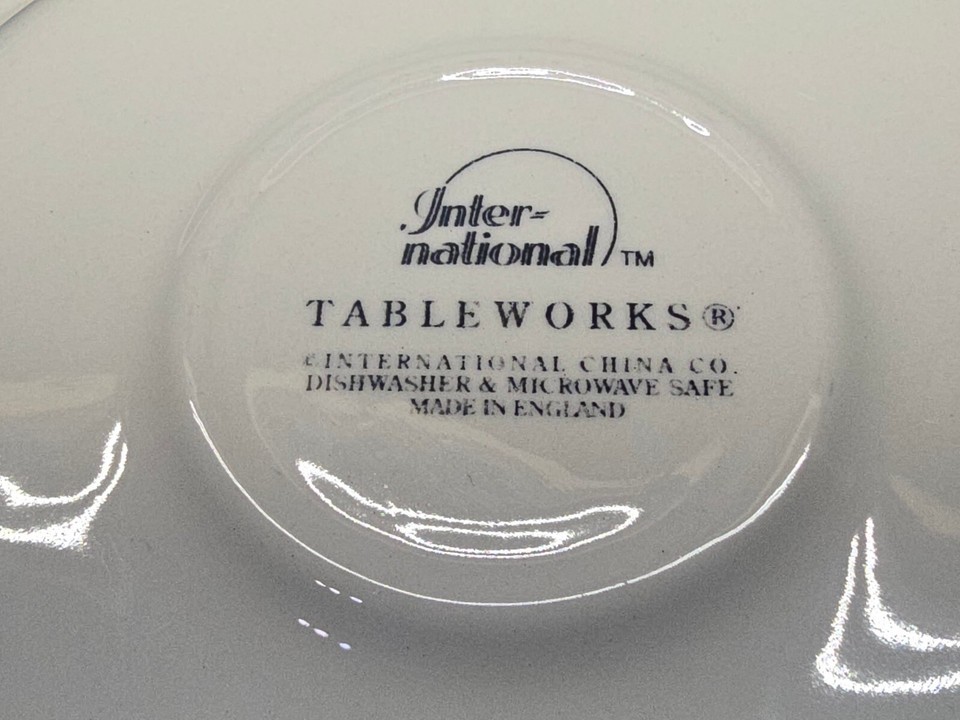 Inter-
national TM
TABLEWORKS®
©INTERNATIONAL CHINA CO.
DISHWASHER & MICROWAVE SAFE
MADE IN ENGLAND